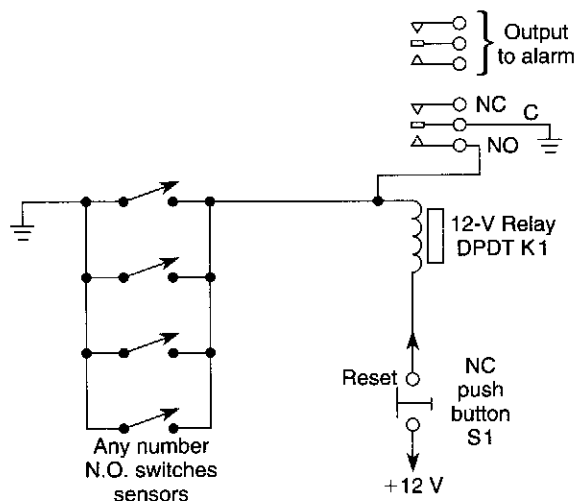 Output
to alarm
NC
C
NO
12-V Relay
DPDT K1
Reset
NC
push
button
S1
+12 V
Any number
N.O. switches
sensors